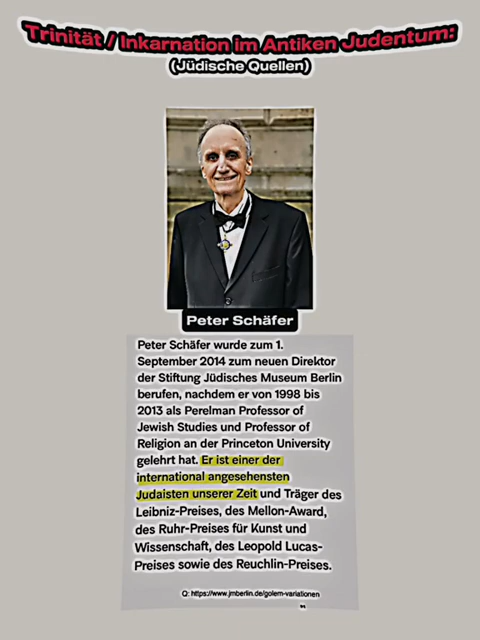 Trinität / Inkarnation im Antiken Judentum:
(Jüdische Quellen)
Peter Schäfer
Peter Schäfer wurde zum 1.
September 2014 zum neuen Direktor
der Stiftung Jüdisches Museum Berlin
berufen, nachdem er von 1998 bis
2013 als Perelman Professor of
Jewish Studies und Professor of
Religion an der Princeton University
gelehrt hat. Er ist einer der
international angesehensten
Judaisten unserer Zeit und Träger des
Leibniz-Preises, des Mellon-Award,
des Ruhr-Preises für Kunst und
Wissenschaft, des Leopold Lucas-
Preises sowie des Reuchlin-Preises.
Q: https://www.jmberlin.de/golem-variationen